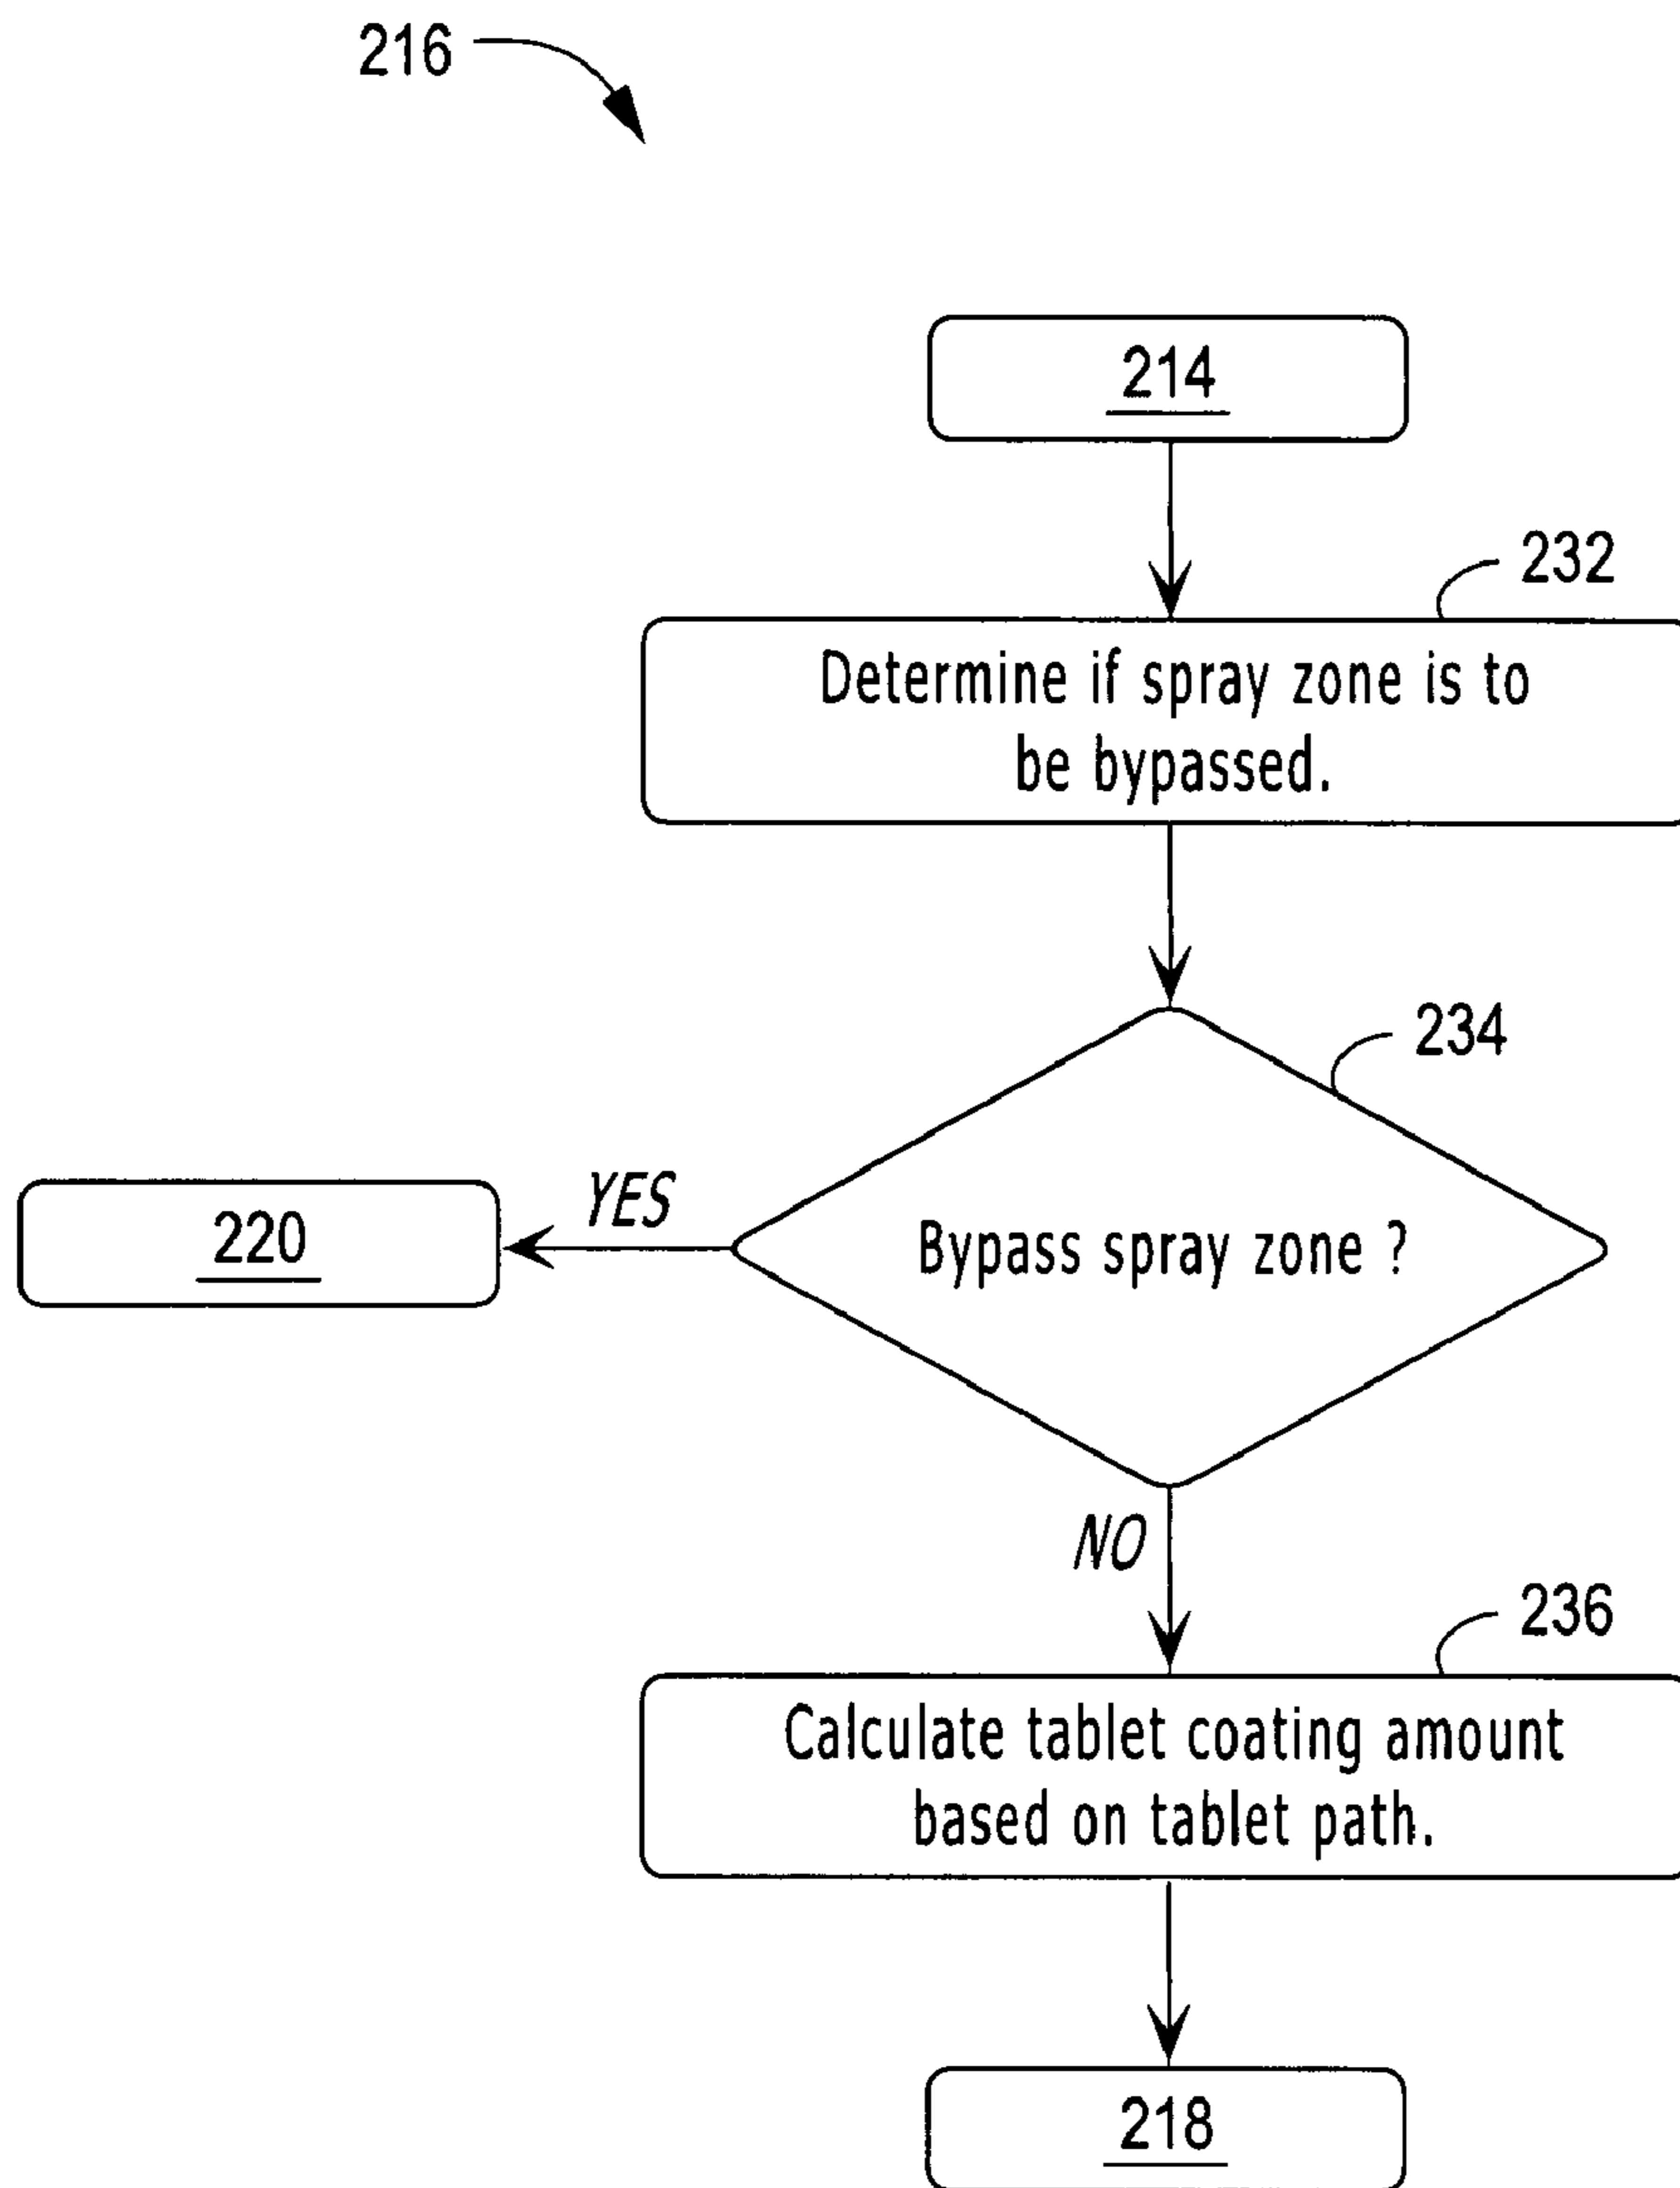 216
214
232
Determine if spray zone is to
be bypassed.
234
Bypass spray zone ?
YES
220
NO
236
Calculate tablet coating amount
based on tablet path.
218